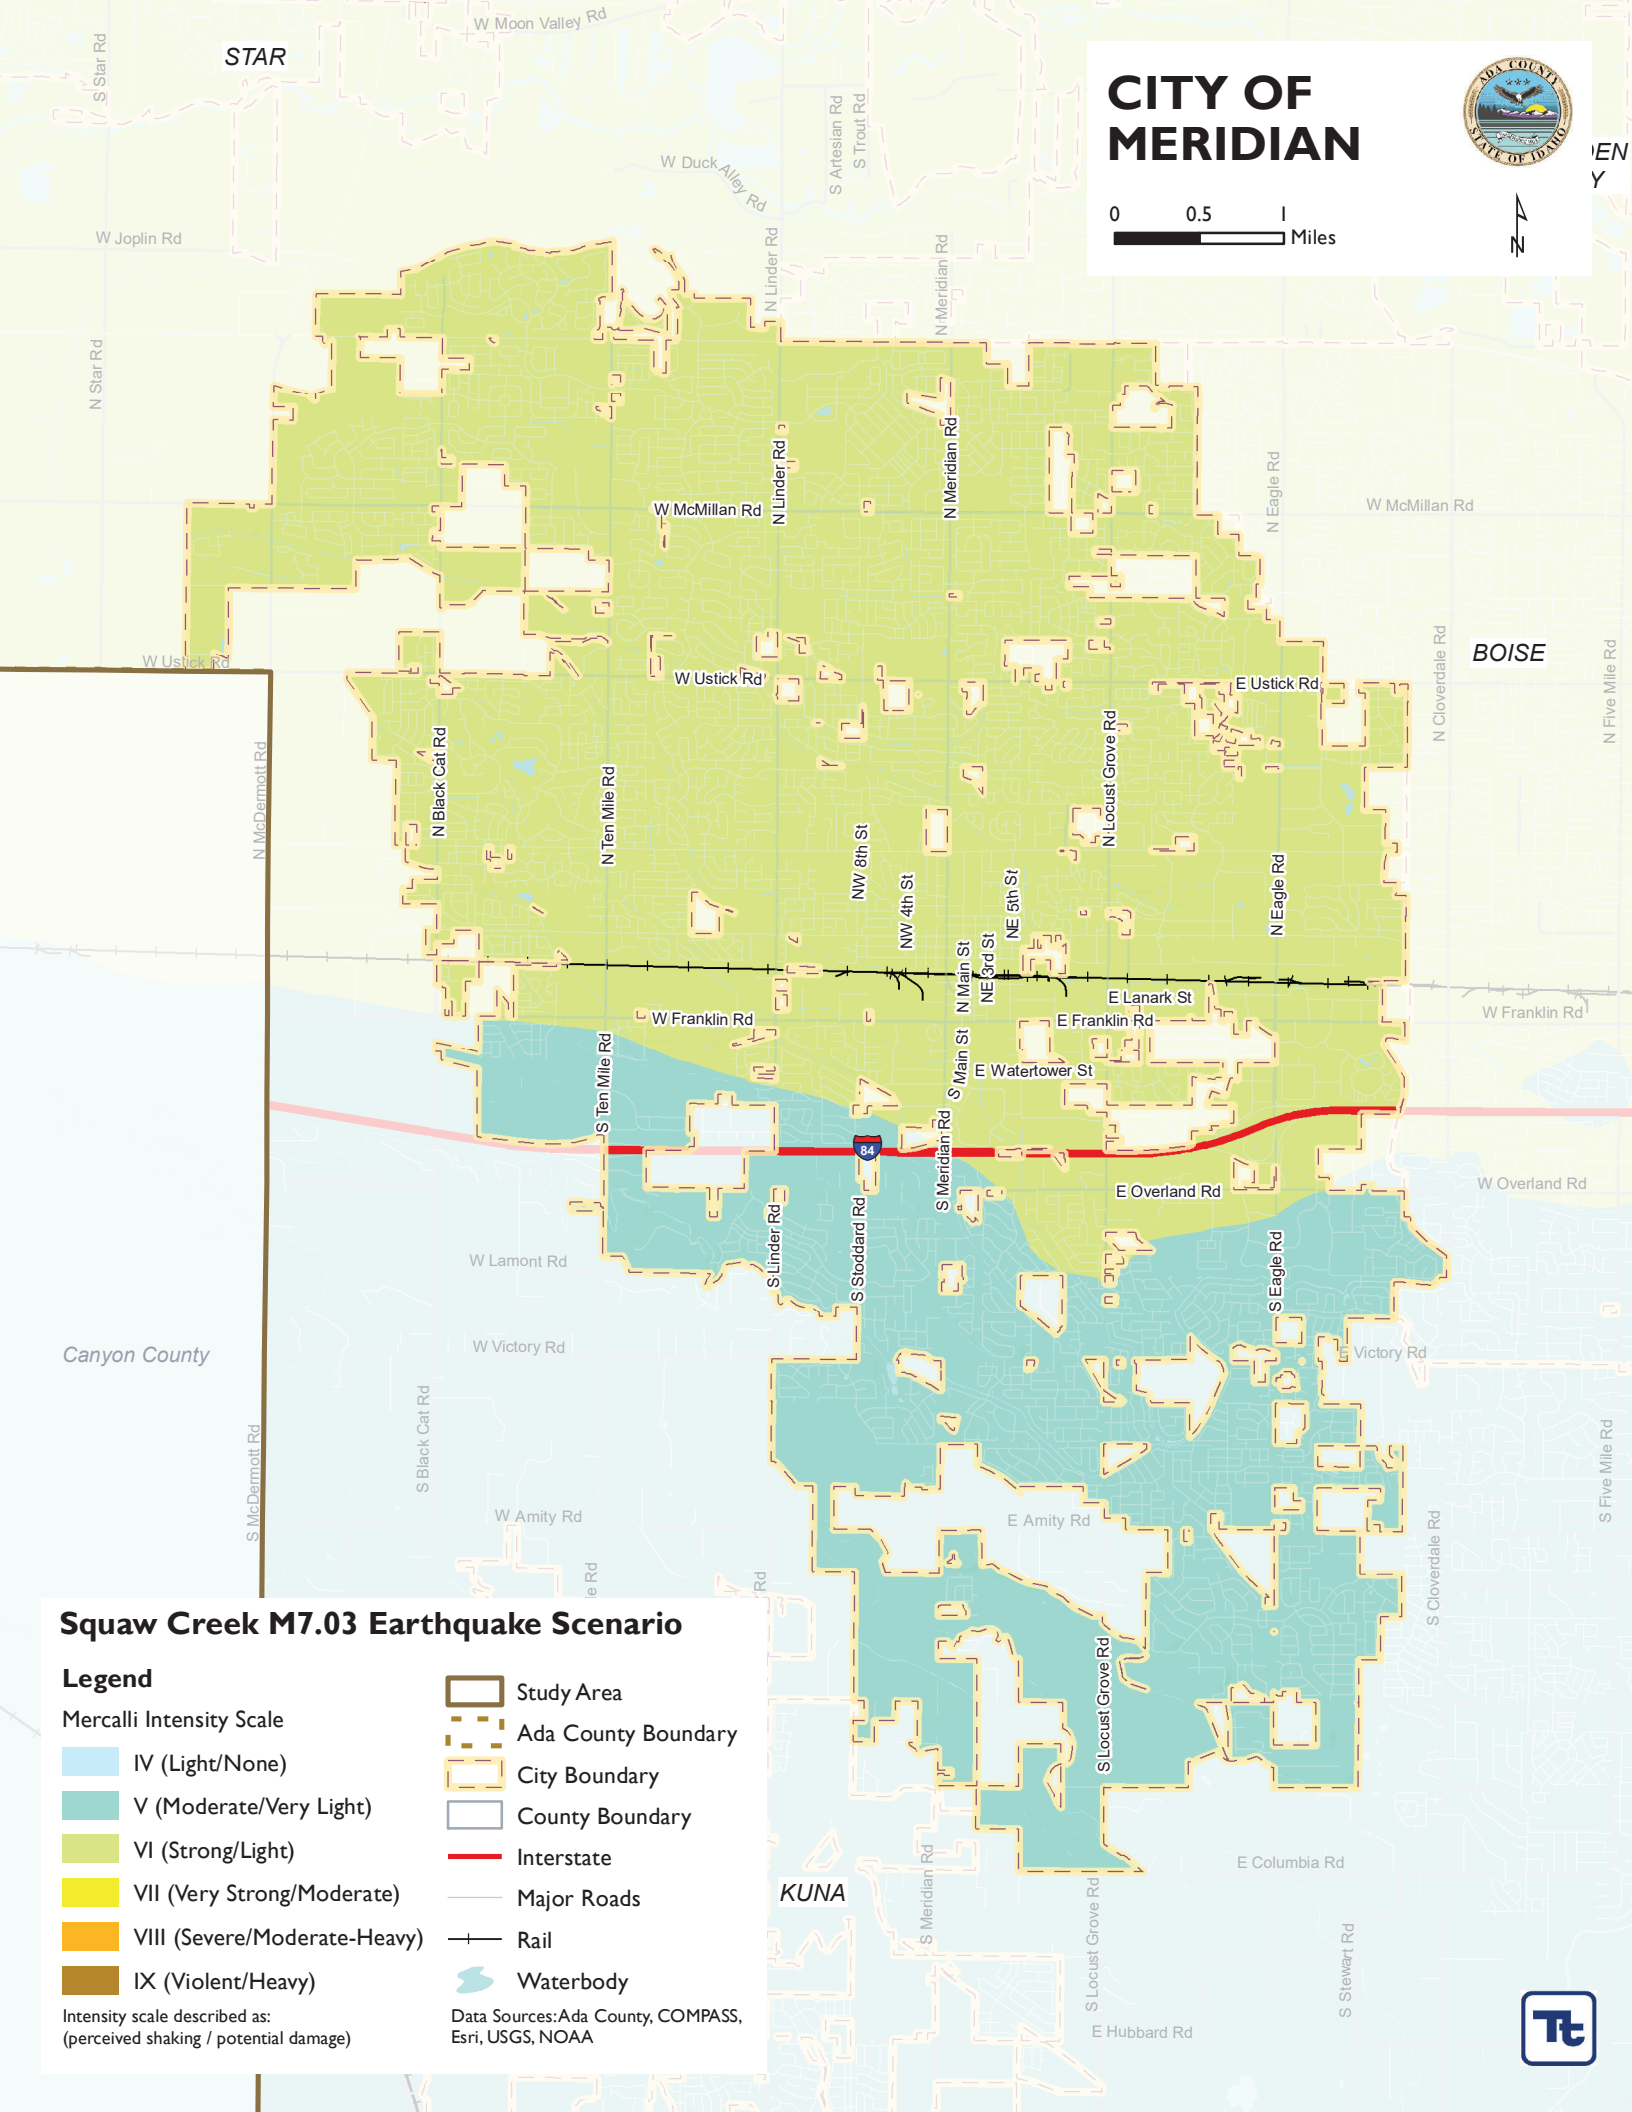 STAR
W Moon Valley Rd
S Star Rd
CITY OF
MERIDIAN
ADA COUNTY
STATE OF IDAHO
0 0.5 1
Miles
N
S Artesian Rd
S Trout Rd
W Duck Alley Rd
W Joplin Rd
N Linder Rd
N Meridian Rd
N Star Rd
N Linder Rd
N Meridian Rd
W McMillan Rd
N Eagle Rd
W McMillan Rd
BOISE
W Ustick Rd
W Ustick Rd
E Ustick Rd
N Cloverdale Rd
N Five Mile Rd
N McDermott Rd
N Black Cat Rd
N Ten Mile Rd
N Locust Grove Rd
NW 8th St
NW 4th St
NE 5th St
N Eagle Rd
N Main St
NE 3rd St
E Lanark St
W Franklin Rd
E Franklin Rd
W Franklin Rd
S Ten Mile Rd
S Main St
E Watertower St
84
S Meridian Rd
E Overland Rd
W Overland Rd
S Linder Rd
S Stoddard Rd
S Eagle Rd
W Lamont Rd
W Victory Rd
E Victory Rd
Canyon County
S McDermott Rd
S Black Cat Rd
S Five Mile Rd
W Amity Rd
E Amity Rd
S Cloverdale Rd
le Rd
Rd
S Locust Grove Rd
Squaw Creek M7.03 Earthquake Scenario
Legend
Mercalli Intensity Scale
IV (Light/None)
V (Moderate/Very Light)
VI (Strong/Light)
VII (Very Strong/Moderate)
VIII (Severe/Moderate-Heavy)
IX (Violent/Heavy)
Intensity scale described as:
(perceived shaking / potential damage)
Study Area
Ada County Boundary
City Boundary
County Boundary
Interstate
Major Roads
Rail
Waterbody
Data Sources:Ada County, COMPASS,
Esri, USGS, NOAA
KUNA
S Meridian Rd
S Locust Grove Rd
E Columbia Rd
S Stewart Rd
E Hubbard Rd
Tt